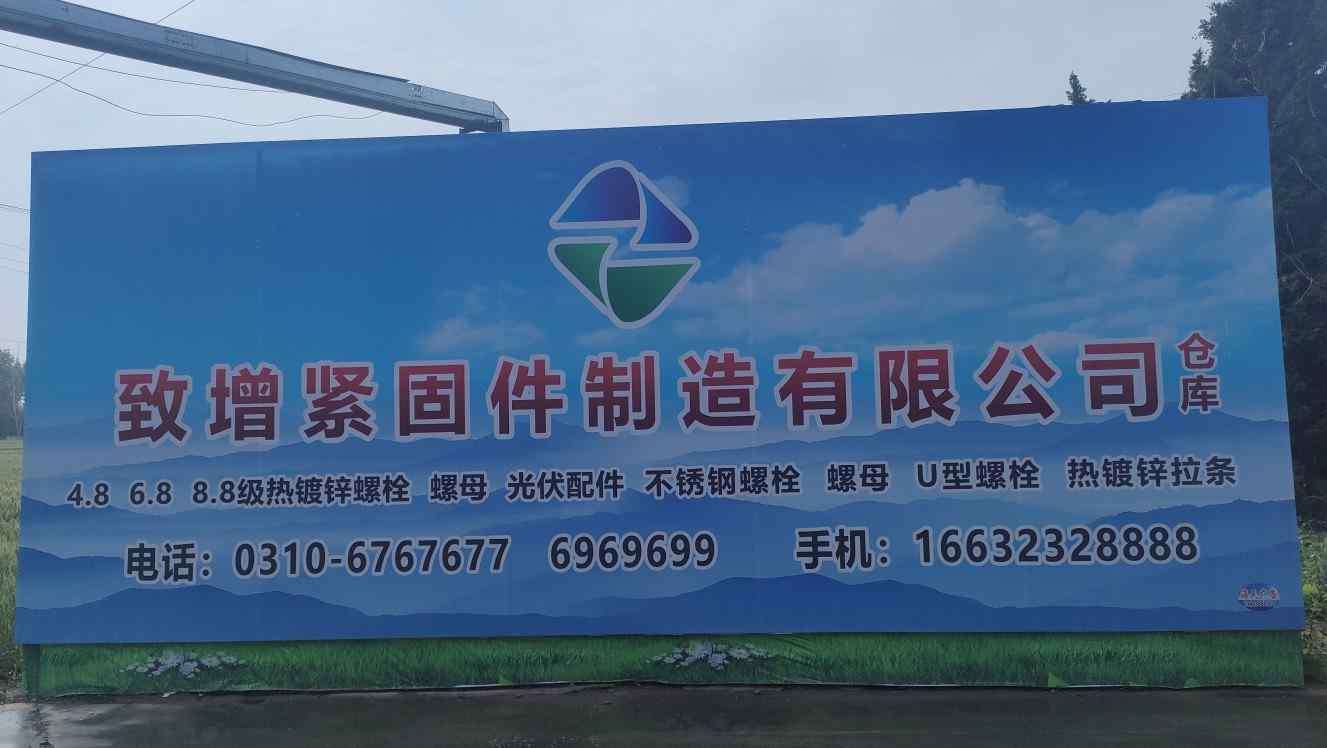 致增紧固件制造有限公司仓库
4.8 6.8 8.8级热镀锌螺栓 螺母 光伏配件 不锈钢螺栓 螺母 U型螺栓 热镀锌拉条
电话：0310-6767677 6969699 手机：16632328888